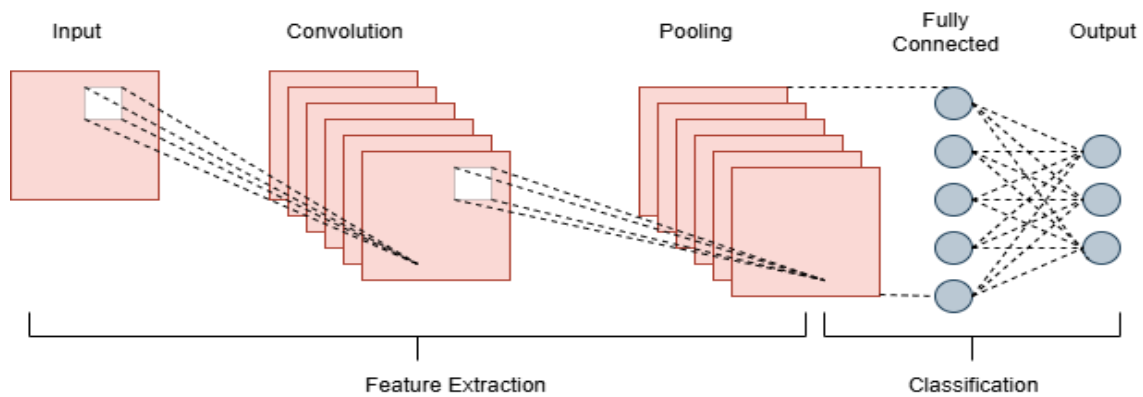 Input
Convolution
Pooling
Fully
Connected
Output
Feature Extraction
Classification